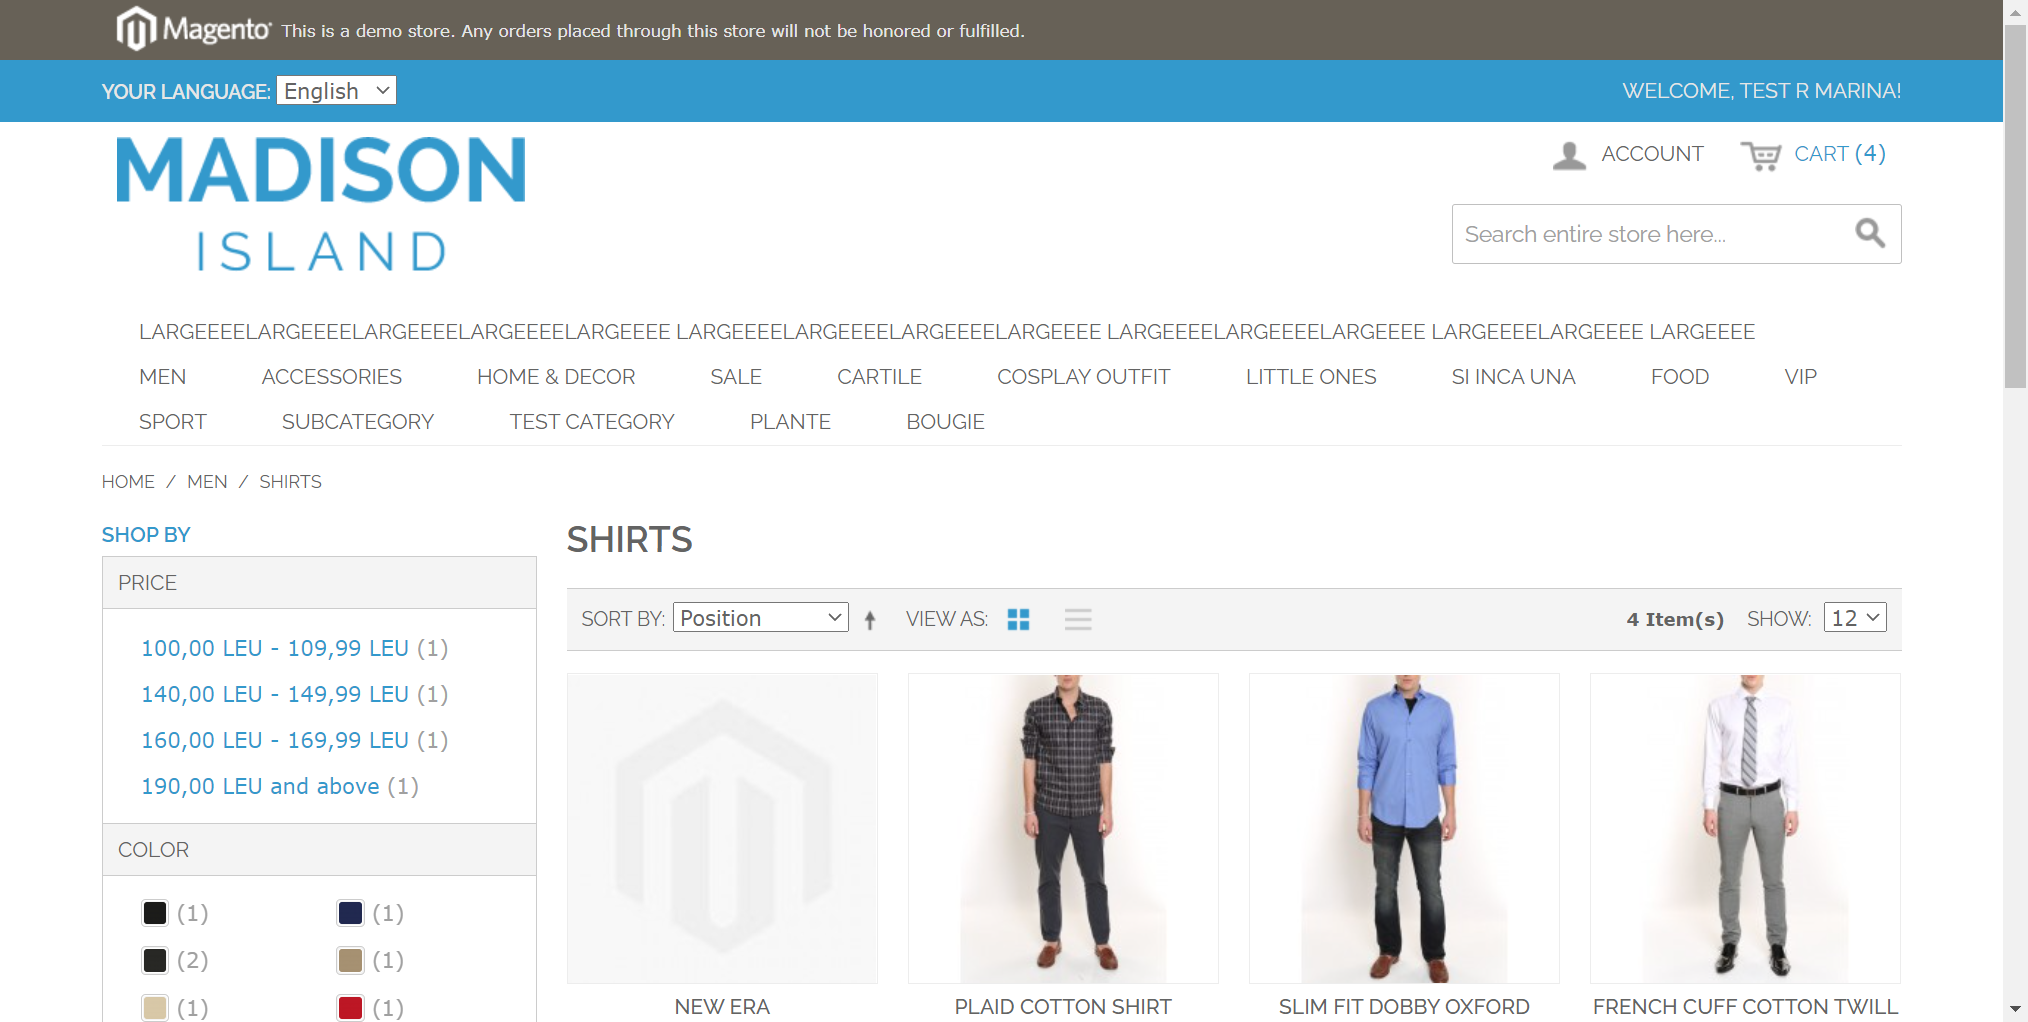 Magento This is a demo store. Any orders placed through this store will not be honored or fulfilled.
YOUR LANGUAGE: English
WELCOME, TEST R MARINA!
MADISON
ISLAND
ACCOUNT
CART (4)
Search entire store here...
LARGEEEELARGEEEELARGEEEELARGEEEELARGEEEE LARGEEEELARGEEEELARGEEEELARGEEEE LARGEEEELARGEEEELARGEEEE LARGEEEELARGEEEE LARGEEEE
MEN ACCESSORIES HOME & DECOR SALE CARTILE COSPLAY OUTFIT LITTLE ONES SI INCA UNA FOOD VIP
SPORT SUBCATEGORY TEST CATEGORY PLANTE BOUGIE
HOME / MEN / SHIRTS
SHOP BY
PRICE
100,00 LEU - 109,99 LEU (1)
140,00 LEU - 149,99 LEU (1)
160,00 LEU - 169,99 LEU (1)
190,00 LEU and above (1)
COLOR
(1) (1)
(2) (1)
(1) (1)
SHIRTS
SORT BY: Position VIEW AS: 4 Item(s) SHOW: 12
NEW ERA
PLAID COTTON SHIRT
SLIM FIT DOBBY OXFORD
FRENCH CUFF COTTON TWILL